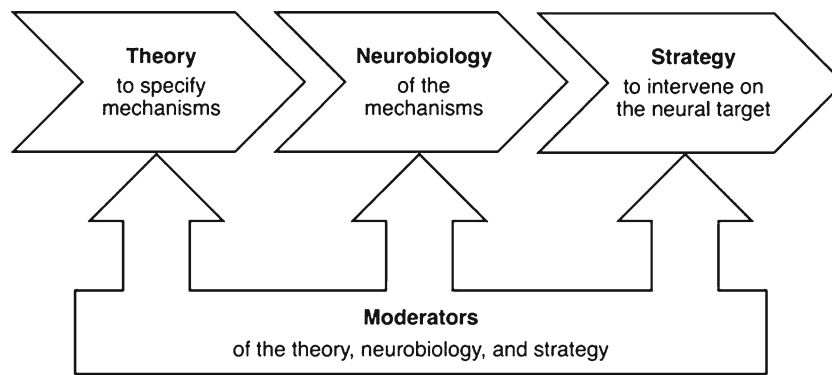 Theory
to specify
mechanisms
Neurobiology
of the
mechanisms
Strategy
to intervene on
the neural target
Moderators
of the theory, neurobiology, and strategy